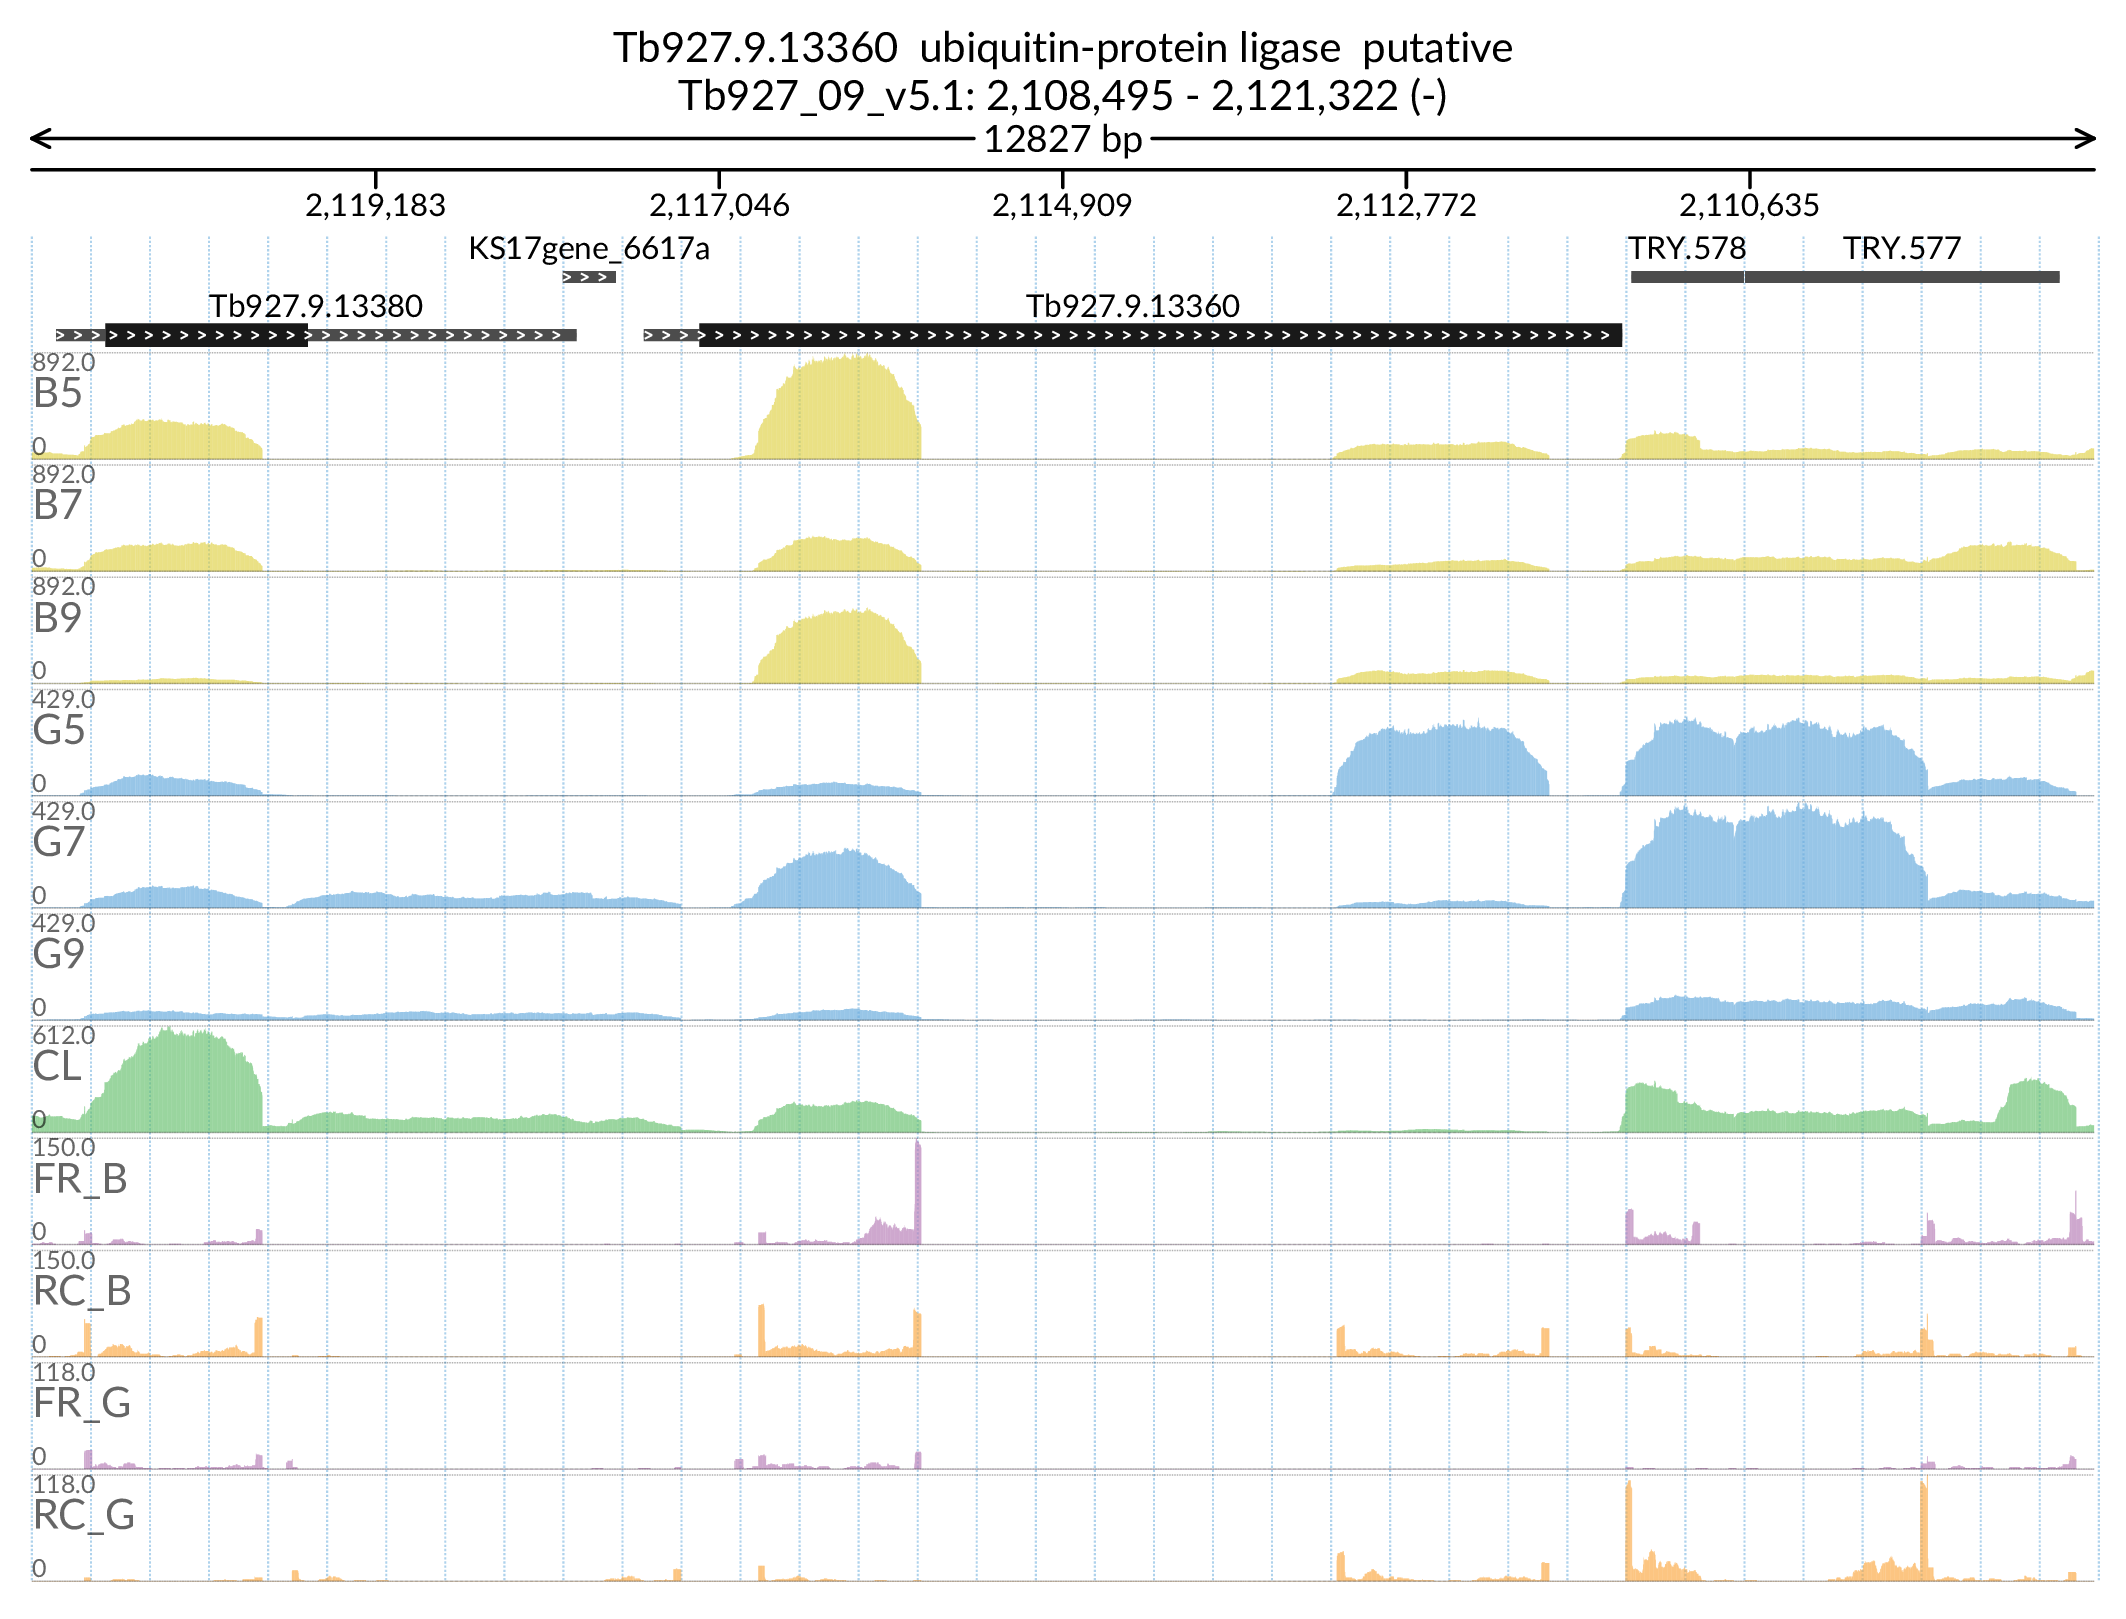 Tb927.9.13360 ubiquitin-protein ligase putative
Tb927_09_v5.1: 2,108,495 - 2,121,322 (-)
12827 bp
2,119,183 2,117,046 2,114,909 2,112,772 2,110,635
KS17gene_6617a TRY.578 TRY.577
Tb927.9.13380 Tb927.9.13360
892.0
B5
0
892.0
B7
0
892.0
B9
0
429.0
G5
0
429.0
G7
0
429.0
G9
0
612.0
CL
0
150.0
FR_B
0
150.0
RC_B
0
118.0
FR_G
0
118.0
RC_G
0